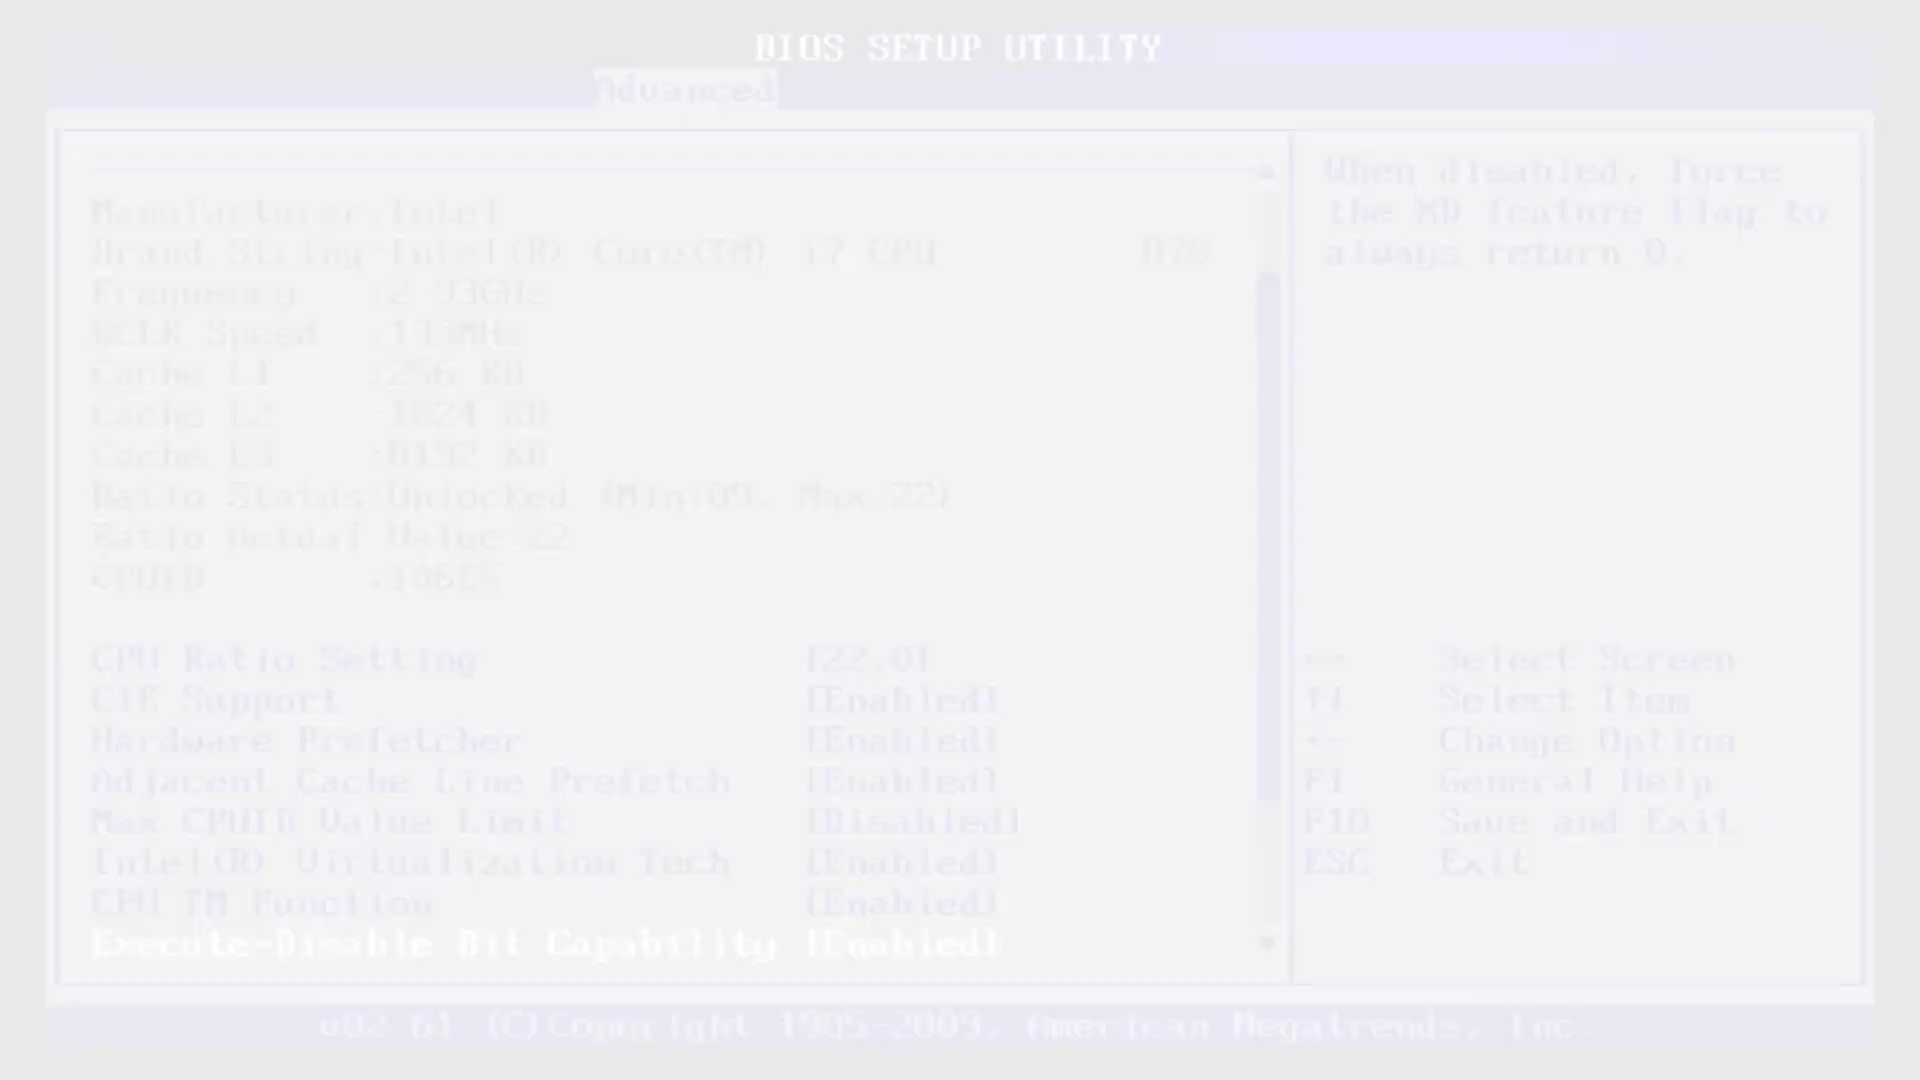 BIOS SETUP UTILITY
Advanced
Manufacturer:Intel
Brand String:Intel(R) Core(TM) i7 CPU 870
Frequency :2.93GHz
BCLK Speed :133MHz
Cache L1 :256 KB
Cache L2 :1024 KB
Cache L3 :8192 KB
Ratio Status:Unlocked (Min:09, Max:22)
Ratio Actual Value:22
CPUID :106E5
CPU Ratio Setting [22.0]
C1E Support [Enabled]
Hardware Prefetcher [Enabled]
Adjacent Cache Line Prefetch [Enabled]
Max CPUID Value Limit [Disabled]
Intel(R) Virtualization Tech [Enabled]
CPU TM Function [Enabled]
Execute-Disable Bit Capability [Enabled]
When disabled, force
the XD feature flag to
always return 0.
←→ Select Screen
↑↓ Select Item
+- Change Option
F1 General Help
F10 Save and Exit
ESC Exit
v02.61 (C)Copyright 1985-2009, American Megatrends, Inc.